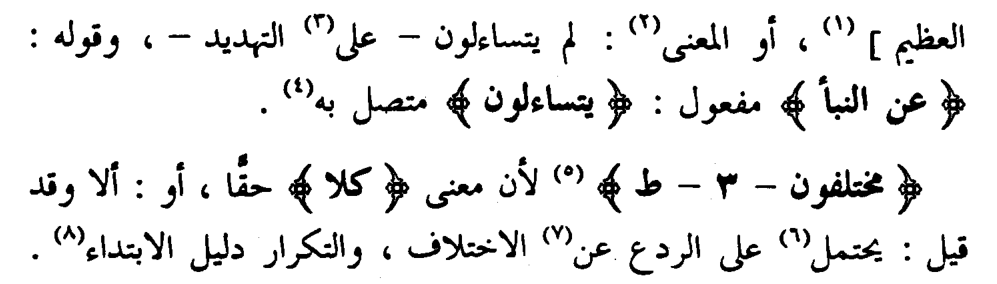 العظيم ] (١) ، أو المعنى (٢) : لم يتساءلون – على (٣) التهديد – ، وقوله :
﴿ عن النبأ ﴾ مفعول : ﴿ يتساءلون ﴾ متصل به (٤) .
﴿ مختلفون – ٣ – ط ﴾ (٥) لأن معنى ﴿ كلا ﴾ حقًّا ، أو : ألا وقد
قيل : يحتمل (٦) على الردع عن (٧) الاختلاف ، والتكرار دليل الابتداء (٨) .